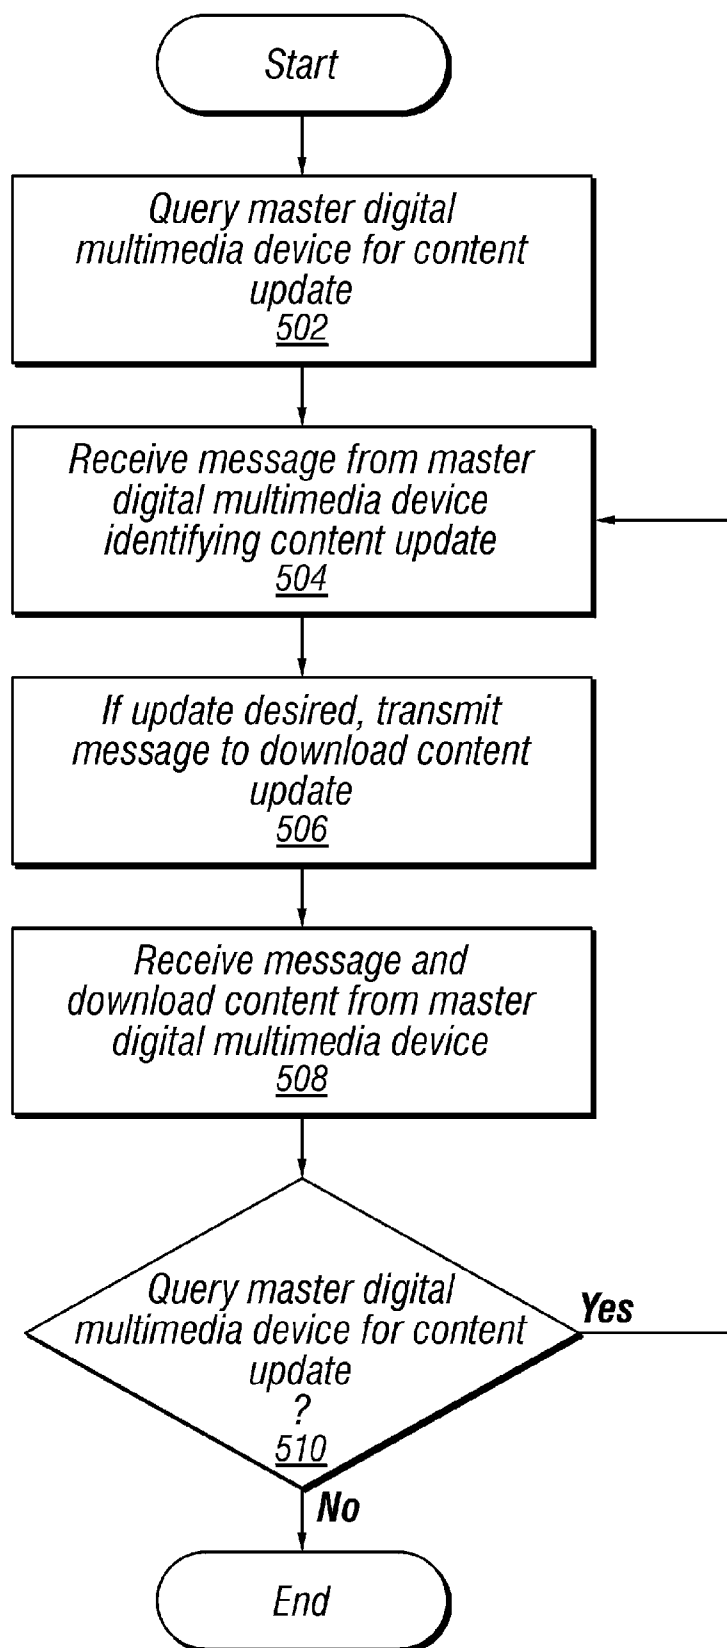 Start
Query master digital
multimedia device for content
update
502
Receive message from master
digital multimedia device
identifying content update
504
If update desired, transmit
message to download content
update
506
Receive message and
download content from master
digital multimedia device
508
Query master digital
multimedia device for content
update
?
510
Yes
No
End